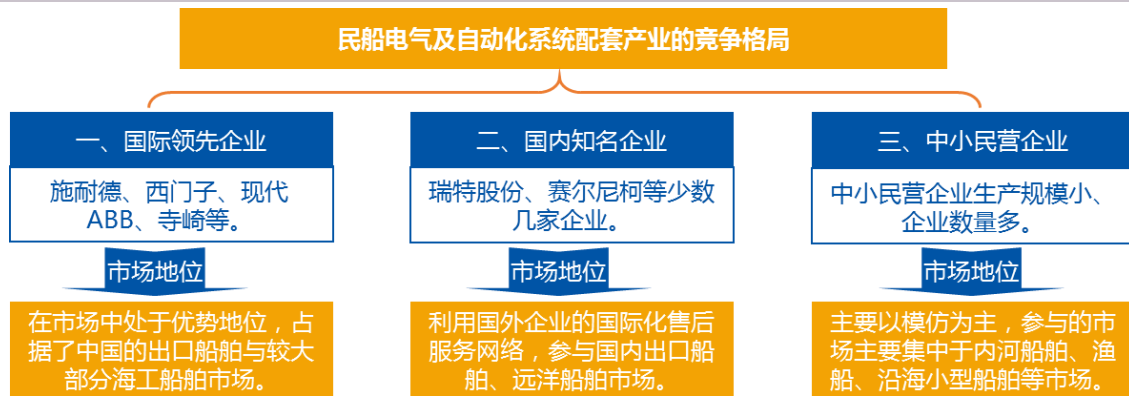 民船电气及自动化系统配套产业的竞争格局
一、国际领先企业
施耐德、西门子、现代
ABB、寺崎等。
市场地位
在市场中处于优势地位，占
据了中国的出口船舶与较大
部分海工船舶市场。
二、国内知名企业
瑞特股份、赛尔尼柯等少数
几家企业。
市场地位
利用国外企业的国际化售后
服务网络，参与国内出口船
舶、远洋船舶市场。
三、中小民营企业
中小民营企业生产规模小、
企业数量多。
市场地位
主要以模仿为主，参与的市
场主要集中于内河船舶、渔
船、沿海小型船舶等市场。